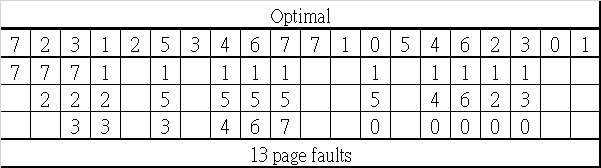 Optimal
7 2 3 1 2 5 3 4 6 7 7 1 0 5 4 6 2 3 0 1
7 7 7 1 1 1 1 1 1 1 1 1 1
2 2 2 5 5 5 5 5 4 6 2 3
3 3 3 4 6 7 0 0 0 0 0
13 page faults